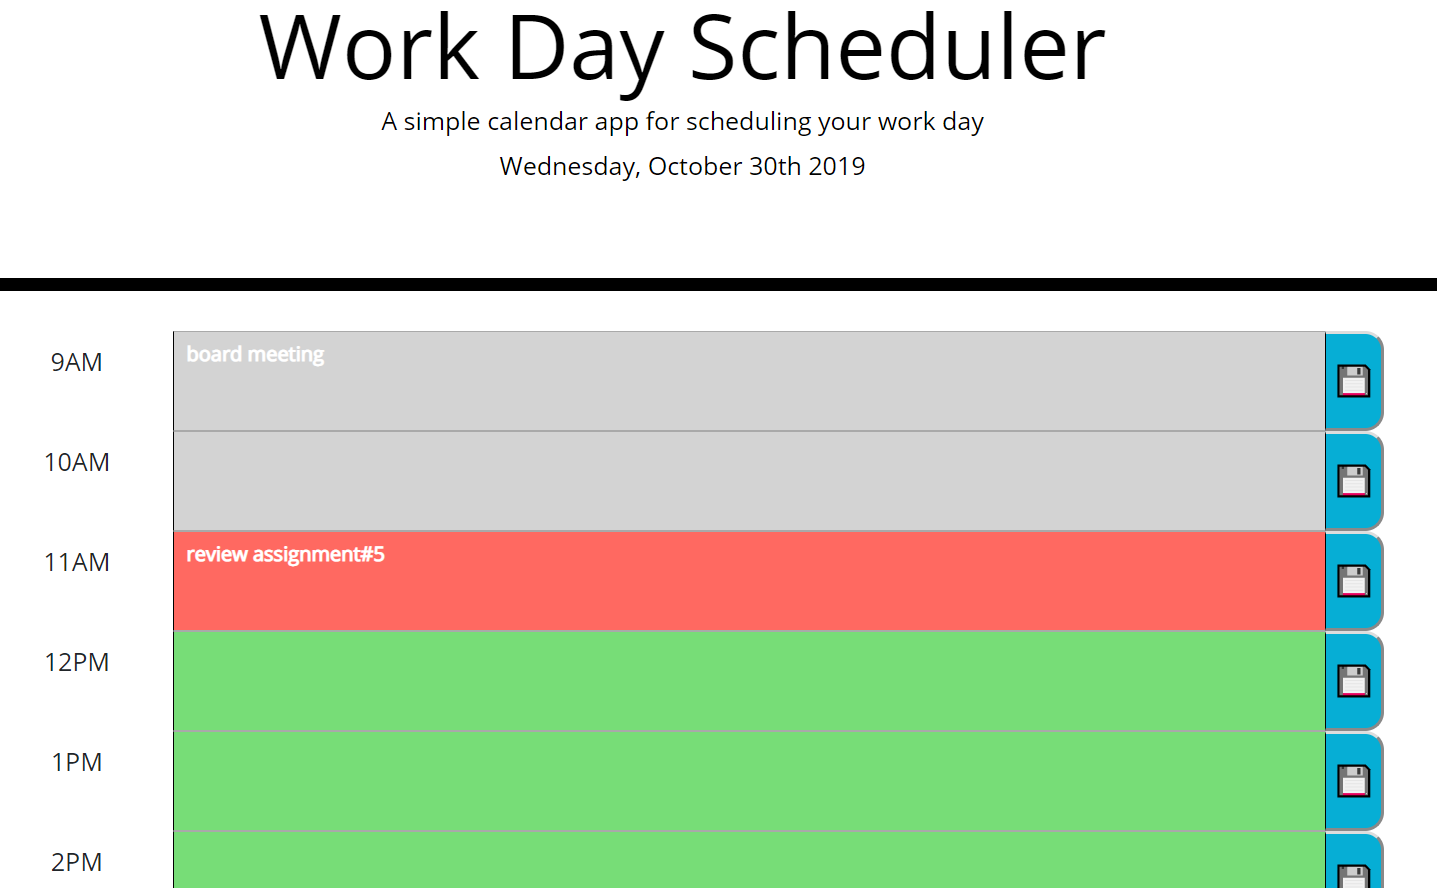 Work Day Scheduler
A simple calendar app for scheduling your work day
Wednesday, October 30th 2019
9AM
board meeting
10AM
11AM
review assignment#5
12PM
1PM
2PM